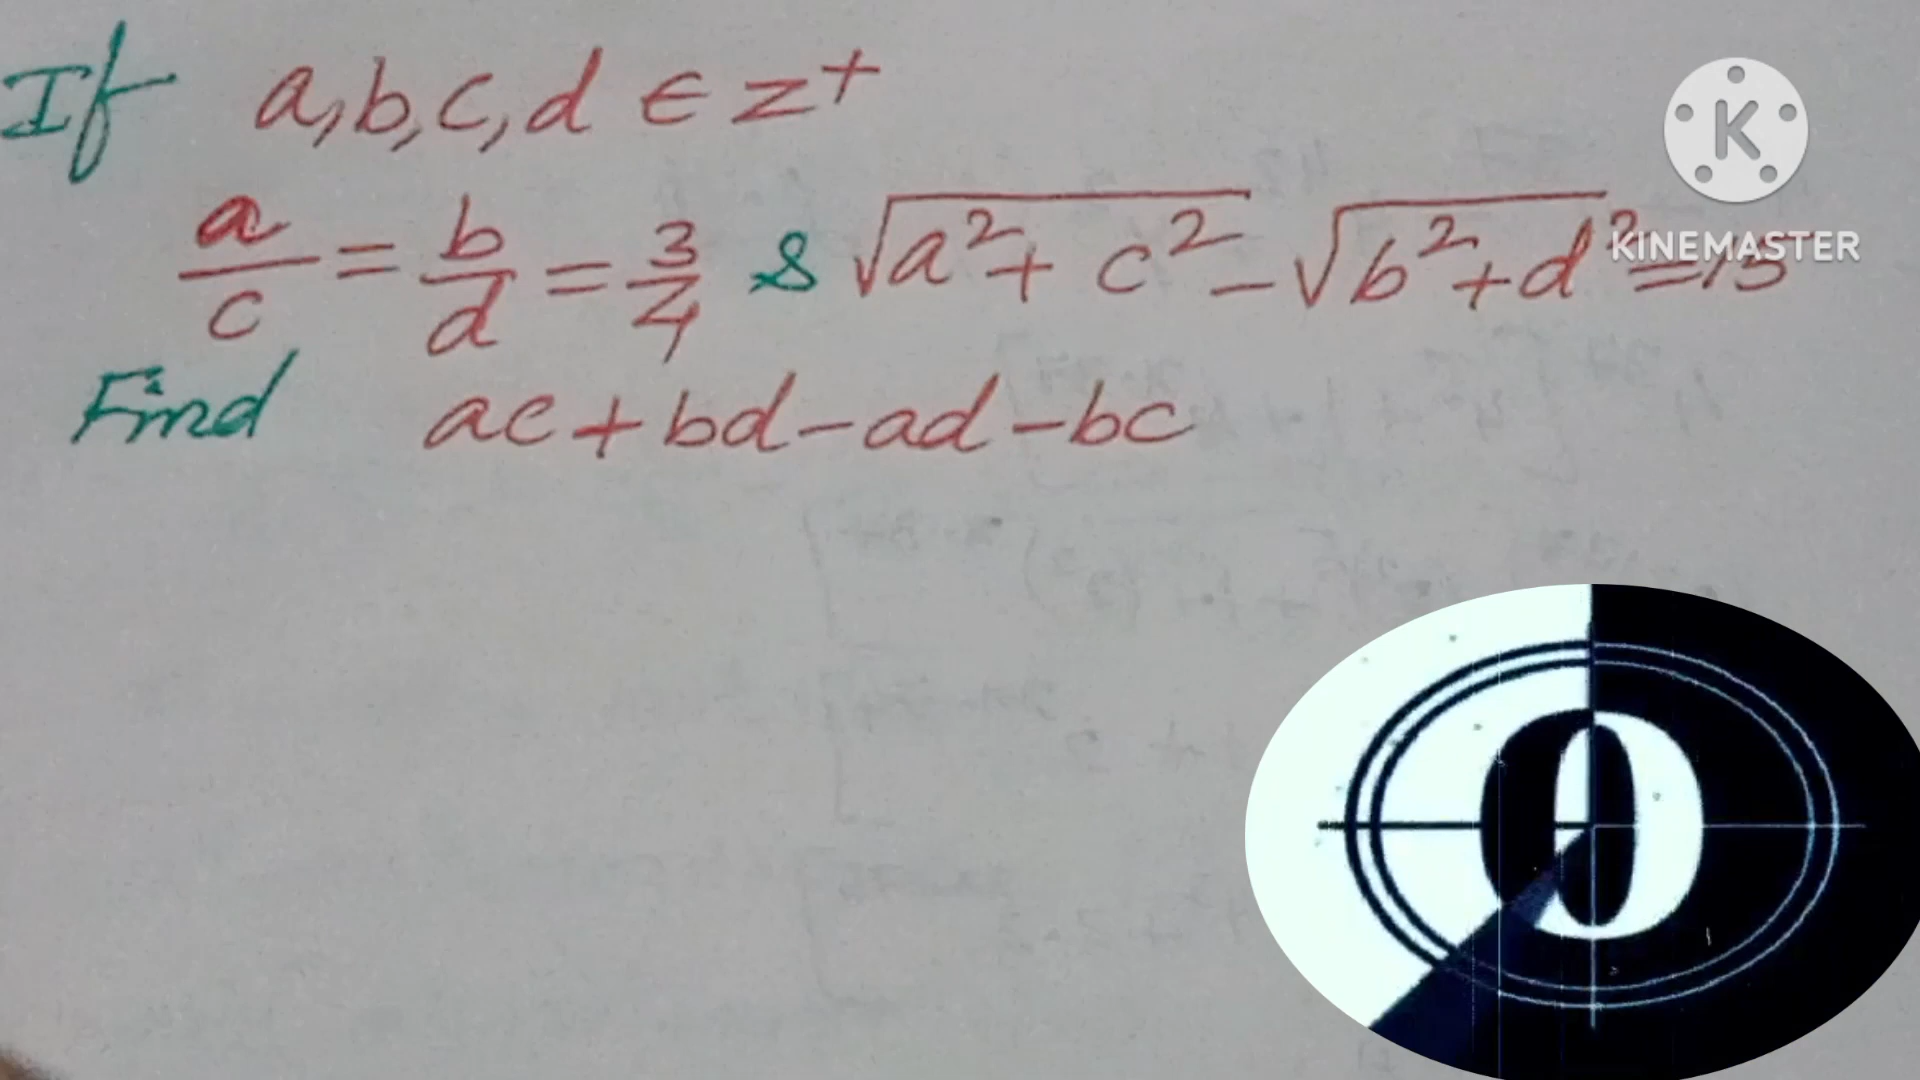 If a,b,c,d ∈ z⁺
a/c = b/d = 3/4 & √(a²+c²) - √(b²+d²) = 15
Find ac+bd-ad-bc
K
KINEMASTER
0